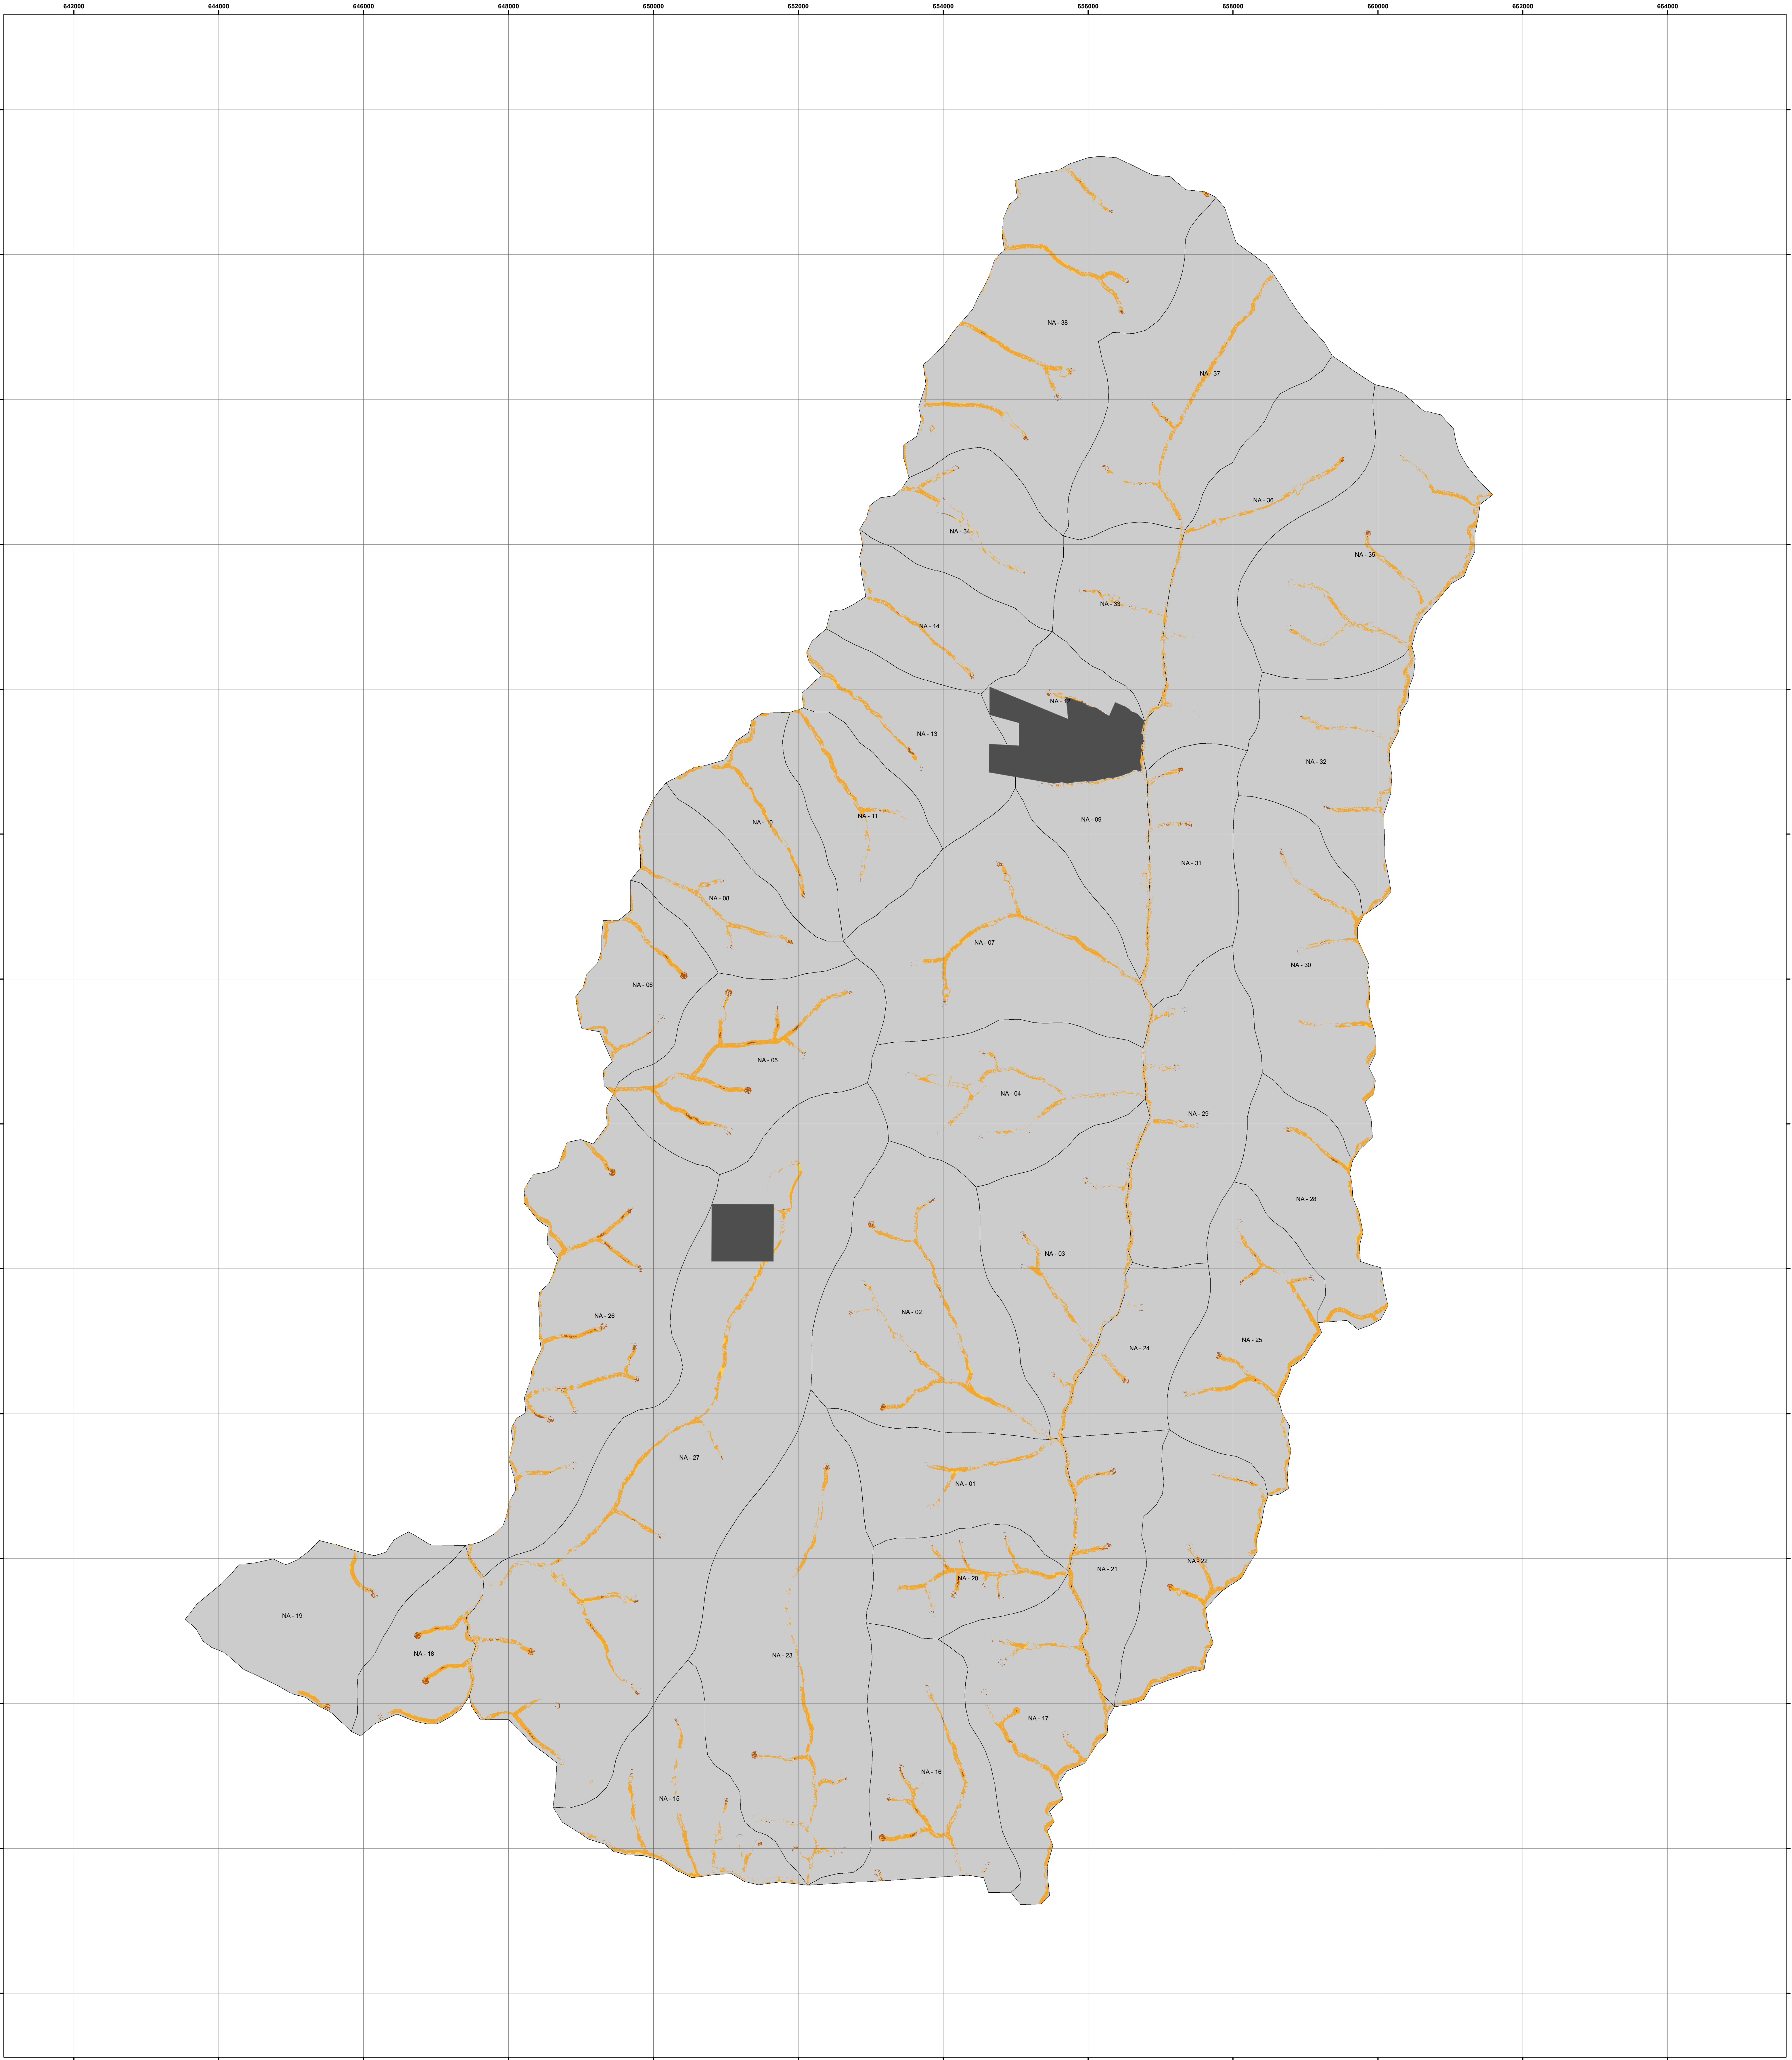 642000 644000 646000 648000 650000 652000 654000 656000 658000 660000 662000 664000
NA - 38
NA - 37
NA - 36
NA - 34
NA - 35
NA - 33
NA - 14
NA - 12
NA - 13
NA - 32
NA - 11
NA - 09
NA - 10
NA - 31
NA - 08
NA - 07
NA - 30
NA - 06
NA - 05
NA - 04
NA - 29
NA - 28
NA - 03
NA - 02
NA - 26
NA - 25
NA - 24
NA - 27
NA - 01
NA - 22
NA - 21
NA - 20
NA - 19
NA - 18
NA - 23
NA - 17
NA - 16
NA - 15